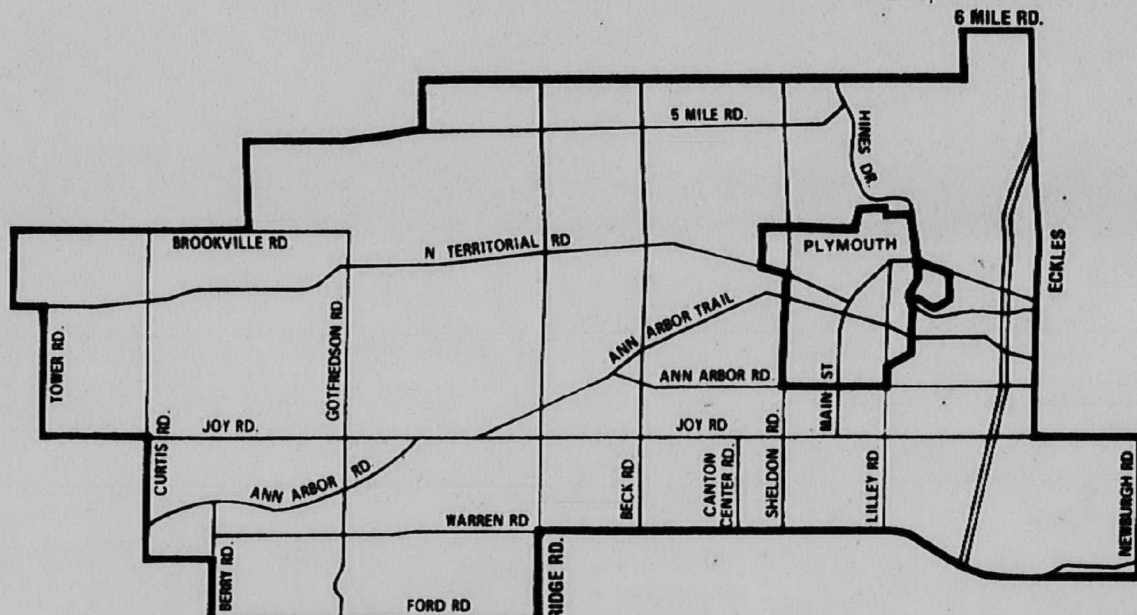 6 MILE RD.
5 MILE RD.
HINES DR.
BROOKVILLE RD
N TERRITORIAL RD
PLYMOUTH
ECKLES
TOWER RD.
GOTFREDSON RD
ANN ARBOR TRAIL
ANN ARBOR RD.
MAIN ST
CURTIS RD.
JOY RD.
JOY RD.
ANN ARBOR RD.
BECK RD
CANTON
CENTER RD.
SHELDON RD.
LILLEY RD
NEWBURGH RD
WARREN RD
BERRY RD.
RIDGE RD.
FORD RD